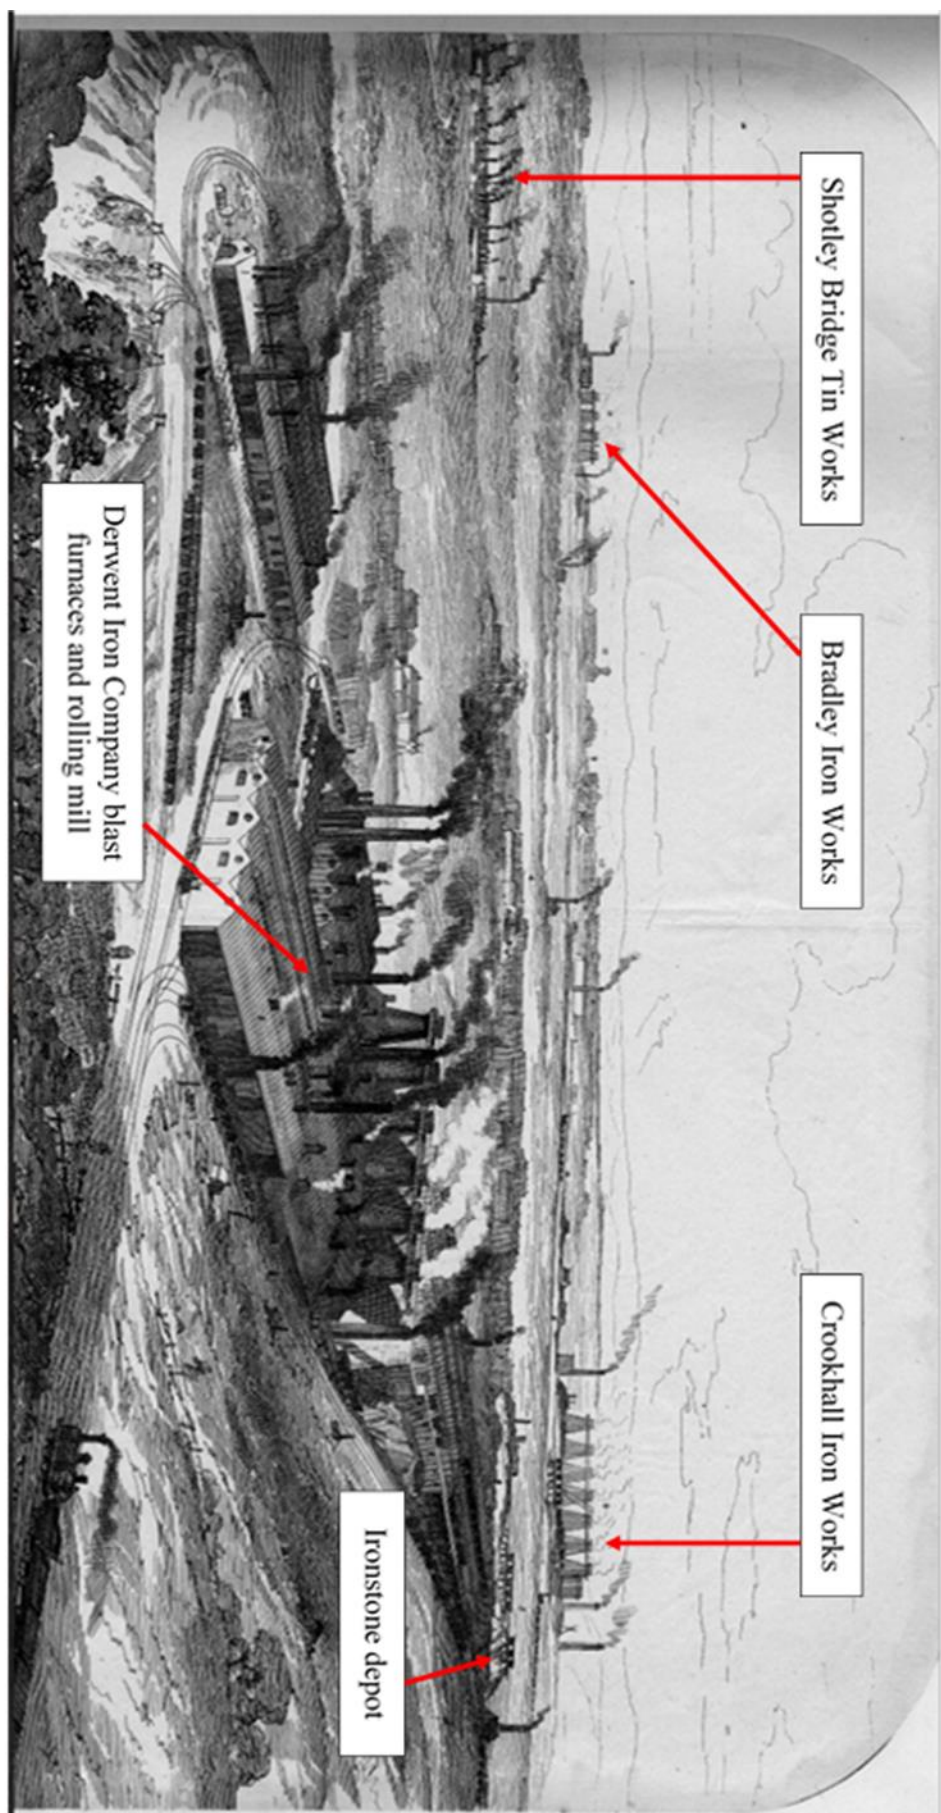 Shotley Bridge Tin Works
Bradley Iron Works
Crookhall Iron Works
Derwent Iron Company blast
furnaces and rolling mill
Ironstone depot